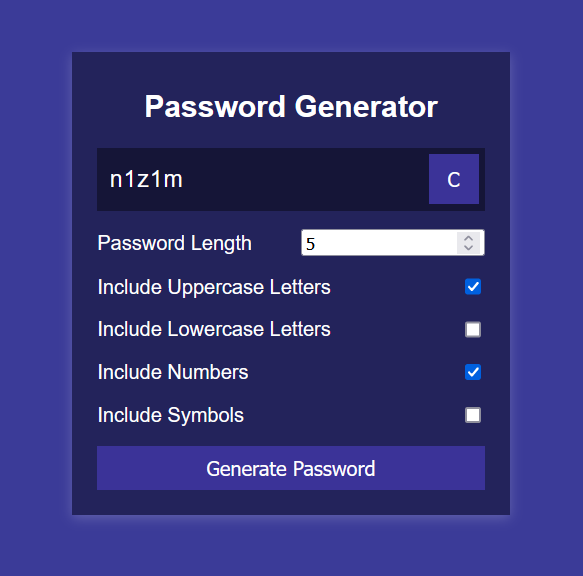 Password Generator
n1z1m C
Password Length 5
Include Uppercase Letters
Include Lowercase Letters
Include Numbers
Include Symbols
Generate Password